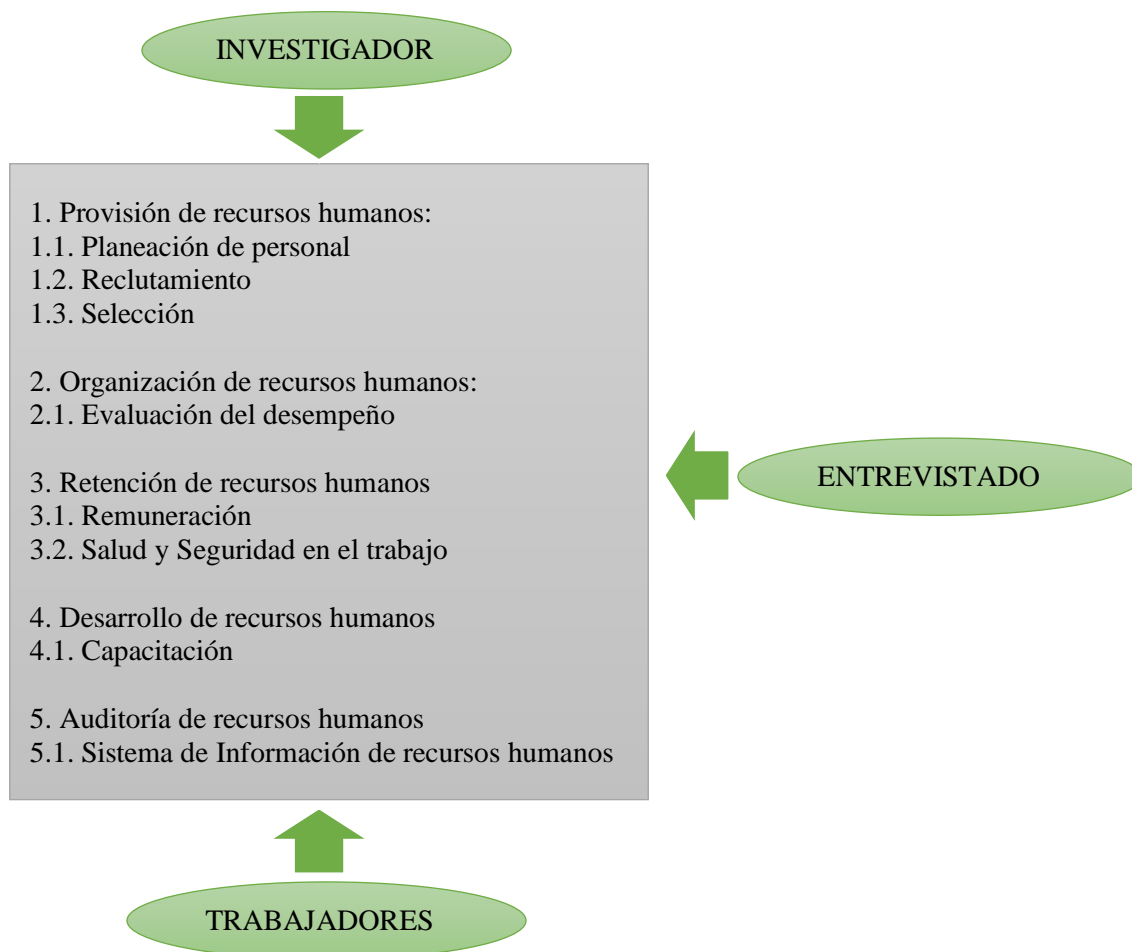 INVESTIGADOR
1. Provisión de recursos humanos:
1.1. Planeación de personal
1.2. Reclutamiento
1.3. Selección
2. Organización de recursos humanos:
2.1. Evaluación del desempeño
3. Retención de recursos humanos
3.1. Remuneración
3.2. Salud y Seguridad en el trabajo
4. Desarrollo de recursos humanos
4.1. Capacitación
5. Auditoría de recursos humanos
5.1. Sistema de Información de recursos humanos
ENTREVISTADO
TRABAJADORES